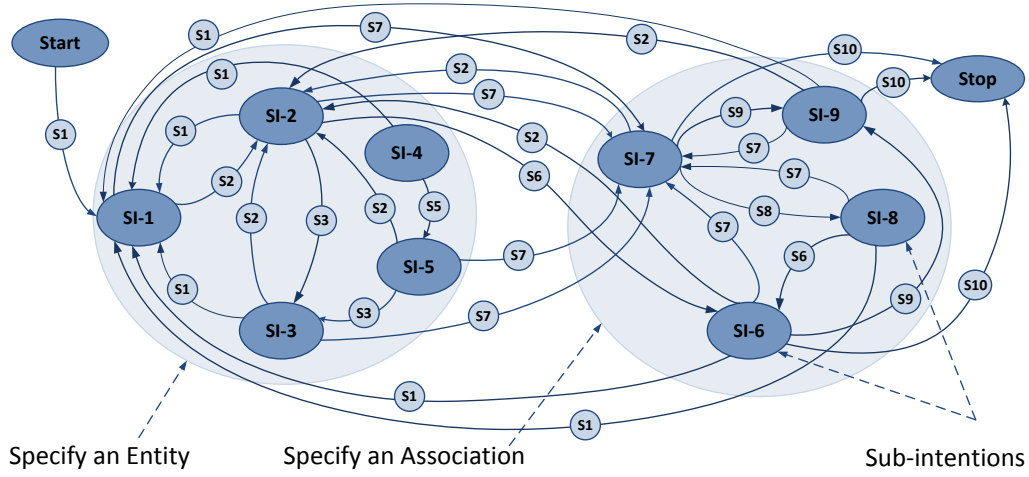 S1
S7
S2
S10
Start
S1
S2
S10
Stop
SI-2
S7
S9
SI-9
S1
S1
S2
SI-4
SI-7
S7
S2
S6
S7
SI-1
S2
S3
S2
S5
S8
SI-8
S7
SI-5
S7
S6
S1
S3
S7
S9
S10
SI-3
SI-6
S1
S1
Specify an Entity
Specify an Association
Sub-intentions